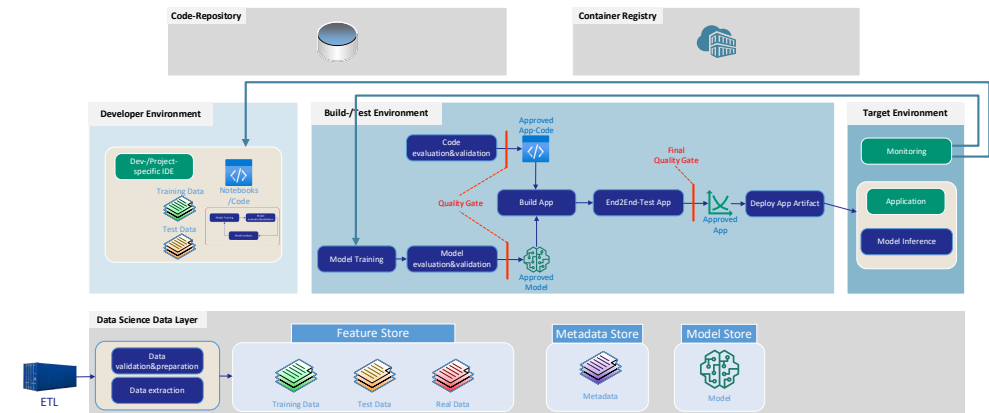 Code-Repository
Container Registry
Developer Environment
Dev-/Project-
specific IDE
Notebooks
/Code
Training Data
Test Data
Model Training
Build-/Test Environment
Code
evaluation&validation
Approved
App-Code
Quality Gate
Build App
End2End-Test App
Final
Quality Gate
Approved
App
Deploy App Artifact
Model Training
Model
evaluation&validation
Approved
Model
Target Environment
Monitoring
Application
Model Inference
Data Science Data Layer
ETL
Data
validation&preparation
Data extraction
Feature Store
Training Data
Test Data
Real Data
Metadata Store
Metadata
Model Store
Model